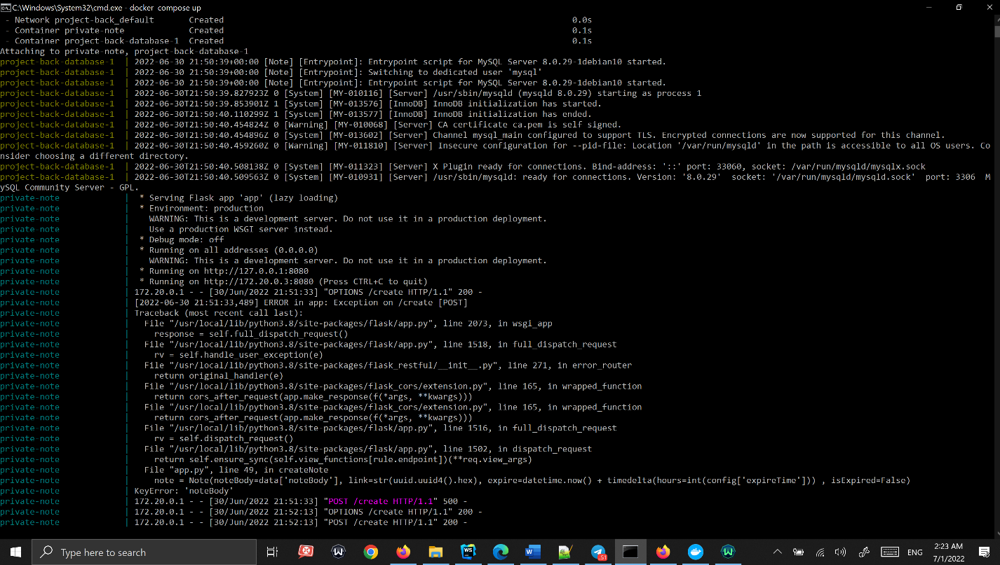 C:\Windows\System32\cmd.exe - docker compose up
- Network project-back_default Created 0.0s
- Container private-note Created 0.1s
- Container project-back-database-1 Created 0.1s
Attaching to private-note, project-back-database-1
project-back-database-1 | 2022-06-30 21:50:39+00:00 [Note] [Entrypoint]: Entrypoint script for MySQL Server 8.0.29-1debian10 started.
project-back-database-1 | 2022-06-30 21:50:39+00:00 [Note] [Entrypoint]: Switching to dedicated user 'mysql'
project-back-database-1 | 2022-06-30 21:50:39+00:00 [Note] [Entrypoint]: Entrypoint script for MySQL Server 8.0.29-1debian10 started.
project-back-database-1 | 2022-06-30T21:50:39.827923Z 0 [System] [MY-010116] [Server] /usr/sbin/mysqld (mysqld 8.0.29) starting as process 1
project-back-database-1 | 2022-06-30T21:50:39.853901Z 1 [System] [MY-013576] [InnoDB] InnoDB initialization has started.
project-back-database-1 | 2022-06-30T21:50:40.110299Z 1 [System] [MY-013577] [InnoDB] InnoDB initialization has ended.
project-back-database-1 | 2022-06-30T21:50:40.454824Z 0 [Warning] [MY-010068] [Server] CA certificate ca.pem is self signed.
project-back-database-1 | 2022-06-30T21:50:40.454896Z 0 [System] [MY-013602] [Server] Channel mysql_main configured to support TLS. Encrypted connections are now supported for this channel.
project-back-database-1 | 2022-06-30T21:50:40.459260Z 0 [Warning] [MY-011810] [Server] Insecure configuration for --pid-file: Location '/var/run/mysqld' in the path is accessible to all OS users. Co
nsider choosing a different directory.
project-back-database-1 | 2022-06-30T21:50:40.508138Z 0 [System] [MY-011323] [Server] X Plugin ready for connections. Bind-address: '::' port: 33060, socket: /var/run/mysqld/mysqlx.sock
project-back-database-1 | 2022-06-30T21:50:40.509563Z 0 [System] [MY-010931] [Server] /usr/sbin/mysqld: ready for connections. Version: '8.0.29' socket: '/var/run/mysqld/mysqld.sock' port: 3306 M
ySQL Community Server - GPL.
private-note | * Serving Flask app 'app' (lazy loading)
private-note | * Environment: production
private-note | WARNING: This is a development server. Do not use it in a production deployment.
private-note | Use a production WSGI server instead.
private-note | * Debug mode: off
private-note | * Running on all addresses (0.0.0.0)
private-note | WARNING: This is a development server. Do not use it in a production deployment.
private-note | * Running on http://127.0.0.1:8080
private-note | * Running on http://172.20.0.3:8080 (Press CTRL+C to quit)
private-note | 172.20.0.1 - - [30/Jun/2022 21:51:33] "OPTIONS /create HTTP/1.1" 200 -
private-note | [2022-06-30 21:51:33,489] ERROR in app: Exception on /create [POST]
private-note | Traceback (most recent call last):
private-note | File "/usr/local/lib/python3.8/site-packages/flask/app.py", line 2073, in wsgi_app
private-note | response = self.full_dispatch_request()
private-note | File "/usr/local/lib/python3.8/site-packages/flask/app.py", line 1518, in full_dispatch_request
private-note | rv = self.handle_user_exception(e)
private-note | File "/usr/local/lib/python3.8/site-packages/flask_restful/__init__.py", line 271, in error_router
private-note | return original_handler(e)
private-note | File "/usr/local/lib/python3.8/site-packages/flask_cors/extension.py", line 165, in wrapped_function
private-note | return cors_after_request(app.make_response(f(*args, **kwargs)))
private-note | File "/usr/local/lib/python3.8/site-packages/flask_cors/extension.py", line 165, in wrapped_function
private-note | return cors_after_request(app.make_response(f(*args, **kwargs)))
private-note | File "/usr/local/lib/python3.8/site-packages/flask/app.py", line 1516, in full_dispatch_request
private-note | rv = self.dispatch_request()
private-note | File "/usr/local/lib/python3.8/site-packages/flask/app.py", line 1502, in dispatch_request
private-note | return self.ensure_sync(self.view_functions[rule.endpoint])(**req.view_args)
private-note | File "app.py", line 49, in createNote
private-note | note = Note(noteBody=data['noteBody'], link=str(uuid.uuid4().hex), expire=datetime.now() + timedelta(hours=int(config['expireTime'])) , isExpired=False)
private-note | KeyError: 'noteBody'
private-note | 172.20.0.1 - - [30/Jun/2022 21:51:33] "POST /create HTTP/1.1" 500 -
private-note | 172.20.0.1 - - [30/Jun/2022 21:52:13] "OPTIONS /create HTTP/1.1" 200 -
private-note | 172.20.0.1 - - [30/Jun/2022 21:52:13] "POST /create HTTP/1.1" 200 -
Type here to search
WS
W
51
ENG
2:23 AM
7/1/2022